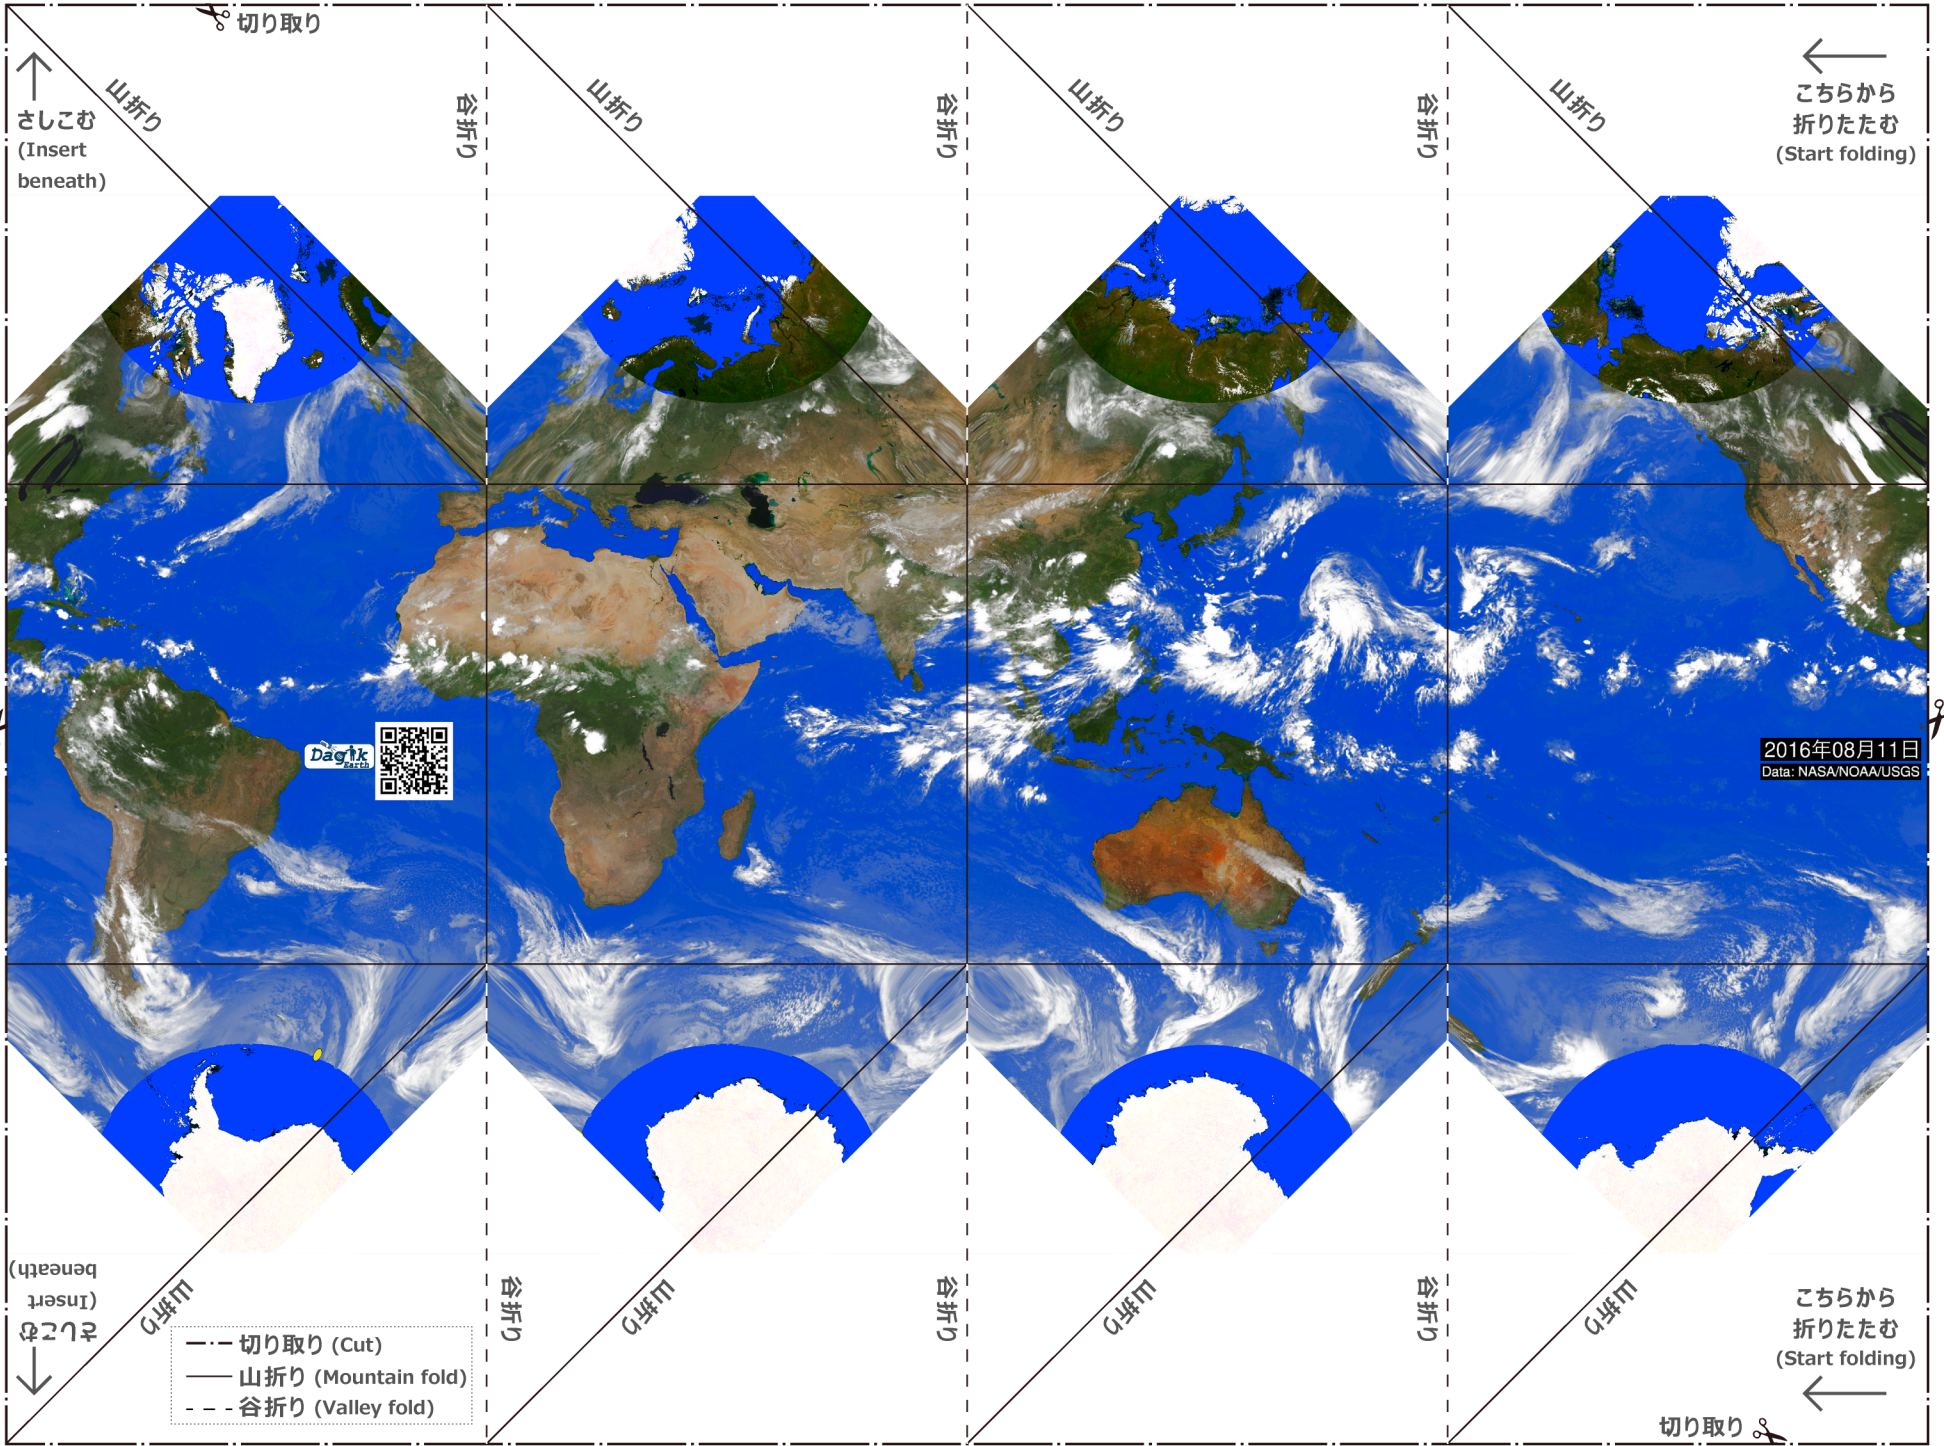 切り取り
山折り
谷折り
山折り
谷折り
山折り
谷折り
山折り
さしこむ
(Insert
beneath)
こちらから
折りたたむ
(Start folding)
Dagik
Earth
2016年08月11日
Data: NASA/NOAA/USGS
さしこむ
(Insert
beneath)
山折り
谷折り
山折り
谷折り
山折り
谷折り
山折り
こちらから
折りたたむ
(Start folding)
切り取り (Cut)
山折り (Mountain fold)
谷折り (Valley fold)
切り取り